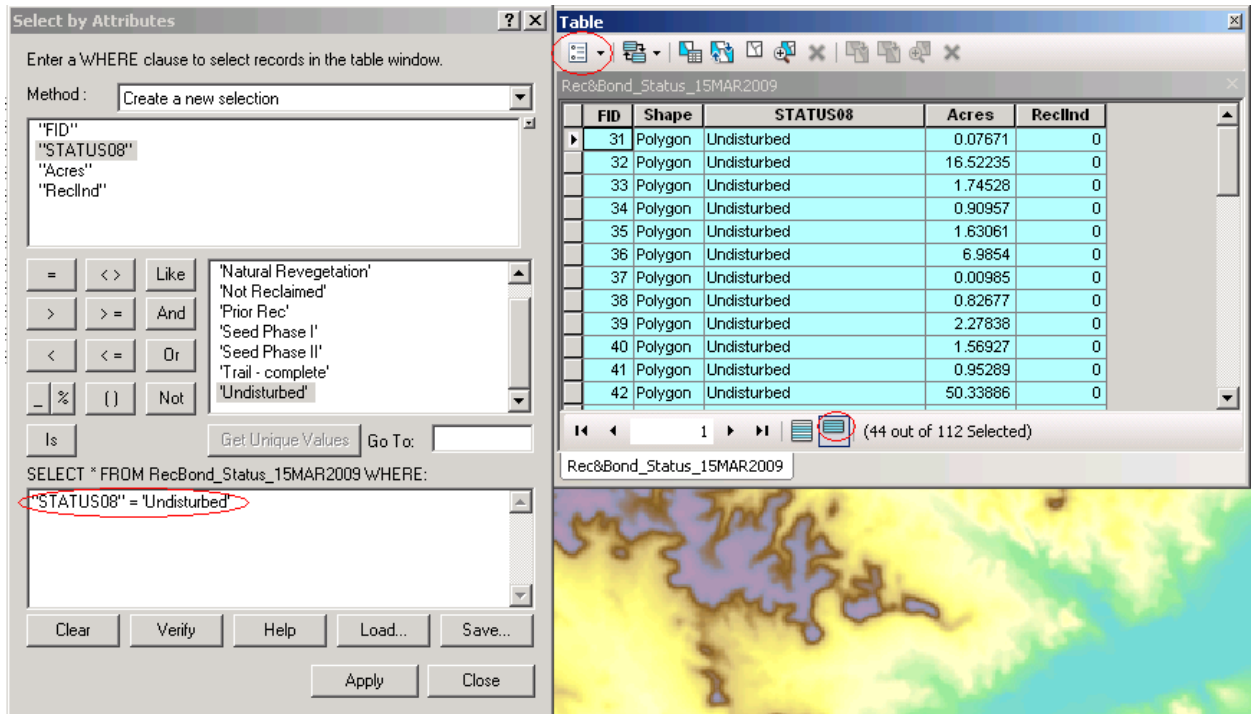 Select by Attributes
Enter a WHERE clause to select records in the table window.
Method : Create a new selection
"FID"
"STATUS08"
"Acres"
"RecIInd"
= < > Like
> > = And
< < = Or
_ % ( ) Not
Is
'Natural Revegetation'
'Not Reclaimed'
'Prior Rec'
'Seed Phase I'
'Seed Phase II'
'Trail - complete'
'Undisturbed'
Get Unique Values Go To:
SELECT * FROM RecBond_Status_15MAR2009 WHERE:
"STATUS08" = 'Undisturbed'
Clear Verify Help Load... Save...
Apply Close
Table
Rec&Bond_Status_15MAR2009
FID Shape STATUS08 Acres RecIInd
31 Polygon Undisturbed 0.07671 0
32 Polygon Undisturbed 16.52235 0
33 Polygon Undisturbed 1.74528 0
34 Polygon Undisturbed 0.90957 0
35 Polygon Undisturbed 1.63061 0
36 Polygon Undisturbed 6.9854 0
37 Polygon Undisturbed 0.00985 0
38 Polygon Undisturbed 0.82677 0
39 Polygon Undisturbed 2.27838 0
40 Polygon Undisturbed 1.56927 0
41 Polygon Undisturbed 0.95289 0
42 Polygon Undisturbed 50.33886 0
1 (44 out of 112 Selected)
Rec&Bond_Status_15MAR2009